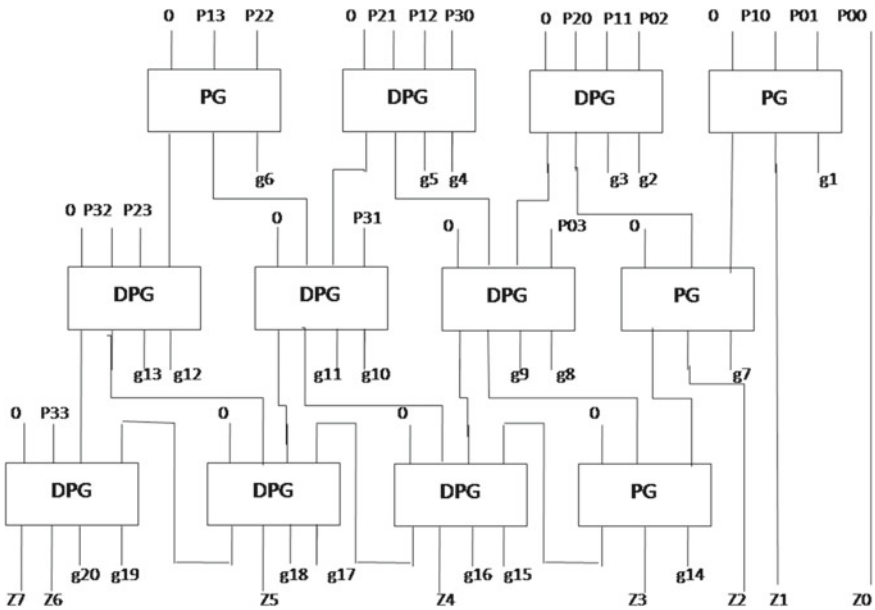 0 P13 P22 0 P21 P12 P30 0 P20 P11 P02 0 P10 P01 P00
PG DPG DPG PG
g6 g5 g4 g3 g2 g1
0 P32 P23 0 P31 0 P03 0
DPG DPG DPG PG
g13 g12 g11 g10 g9 g8 g7
0 P33 0 0 0
DPG DPG DPG PG
g20 g19 g18 g17 g16 g15 g14
Z7 Z6 Z5 Z4 Z3 Z2 Z1 Z0